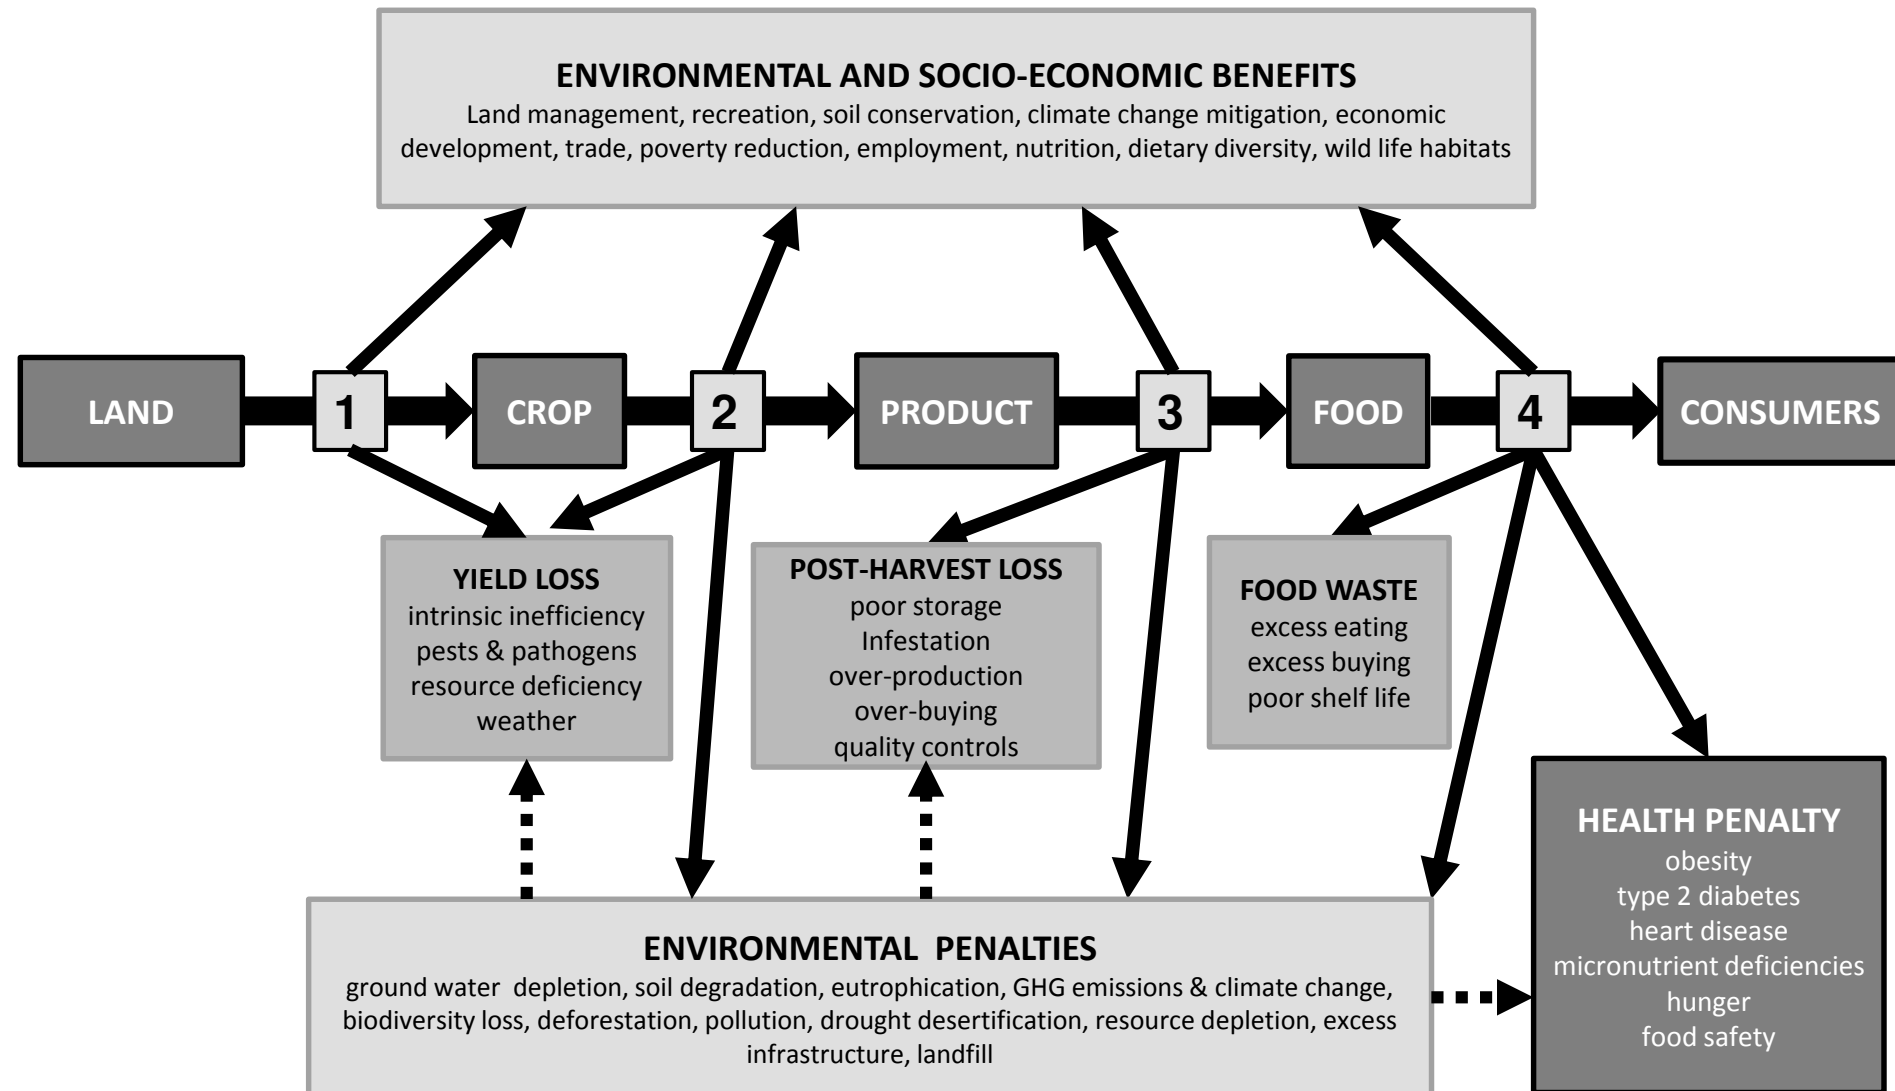 ENVIRONMENTAL AND SOCIO-ECONOMIC BENEFITS
Land management, recreation, soil conservation, climate change mitigation, economic
development, trade, poverty reduction, employment, nutrition, dietary diversity, wild life habitats
LAND
1
CROP
2
PRODUCT
3
FOOD
4
CONSUMERS
YIELD LOSS
intrinsic inefficiency
pests & pathogens
resource deficiency
weather
POST-HARVEST LOSS
poor storage
Infestation
over-production
over-buying
quality controls
FOOD WASTE
excess eating
excess buying
poor shelf life
HEALTH PENALTY
obesity
type 2 diabetes
heart disease
micronutrient deficiencies
hunger
food safety
ENVIRONMENTAL  PENALTIES
ground water  depletion, soil degradation, eutrophication, GHG emissions & climate change,
biodiversity loss, deforestation, pollution, drought desertification, resource depletion, excess
infrastructure, landfill